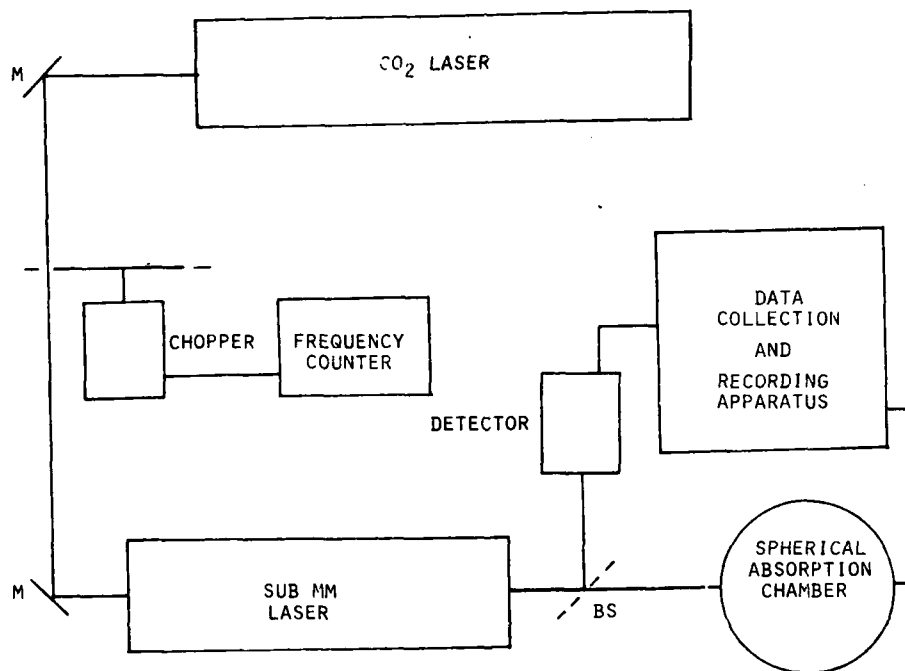 M
CO₂ LASER
CHOPPER
FREQUENCY
COUNTER
DATA
COLLECTION
AND
RECORDING
APPARATUS
DETECTOR
M
SUB MM
LASER
BS
SPHERICAL
ABSORPTION
CHAMBER